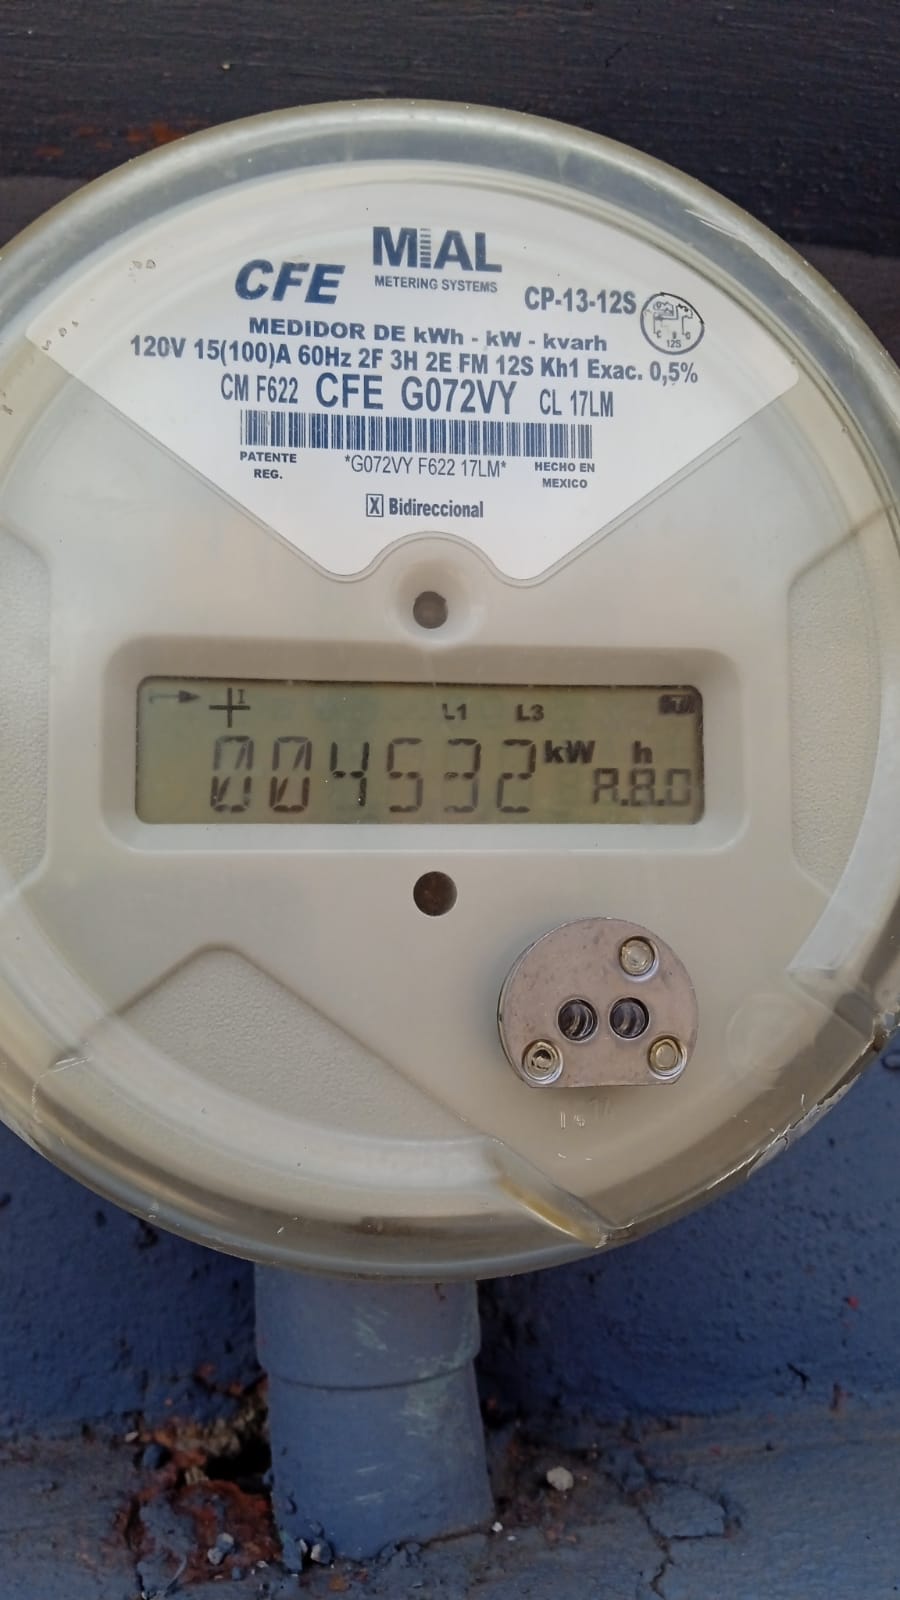 MIAL
METERING SYSTEMS
CFE
CP-13-12S
12S
MEDIDOR DE kWh - kW - kvarh
120V 15(100)A 60Hz 2F 3H 2E FM 12S Kh1 Exac. 0,5%
CM F622 CFE G072VY CL 17LM
PATENTE REG.
*G072VY F622 17LM*
HECHO EN MEXICO
X Bidireccional
L1 L3
004532 kW h